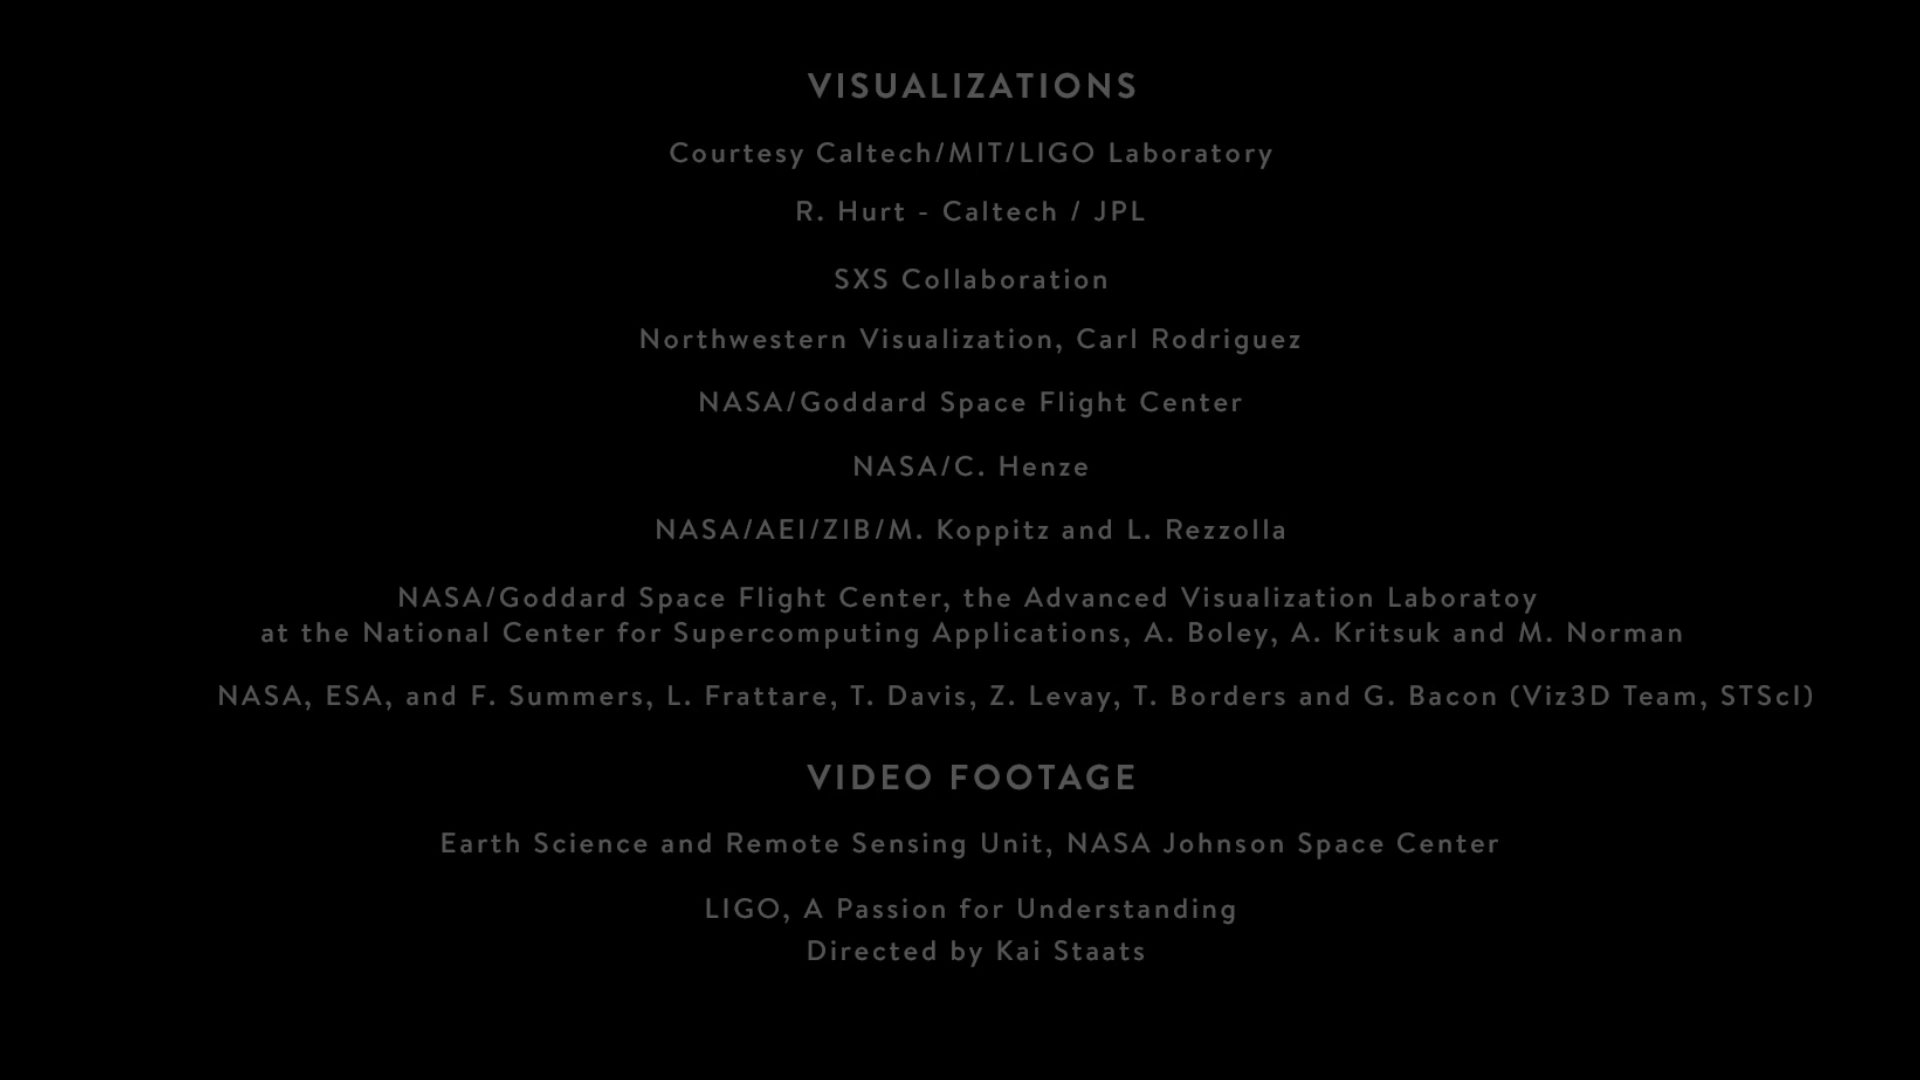 VISUALIZATIONS
Courtesy Caltech/MIT/LIGO Laboratory
R. Hurt - Caltech / JPL
SXS Collaboration
Northwestern Visualization, Carl Rodriguez
NASA/Goddard Space Flight Center
NASA/C. Henze
NASA/AEI/ZIB/M. Koppitz and L. Rezzolla
NASA/Goddard Space Flight Center, the Advanced Visualization Laboratoy
at the National Center for Supercomputing Applications, A. Boley, A. Kritsuk and M. Norman
NASA, ESA, and F. Summers, L. Frattare, T. Davis, Z. Levay, T. Borders and G. Bacon (Viz3D Team, STScI)
VIDEO FOOTAGE
Earth Science and Remote Sensing Unit, NASA Johnson Space Center
LIGO, A Passion for Understanding
Directed by Kai Staats